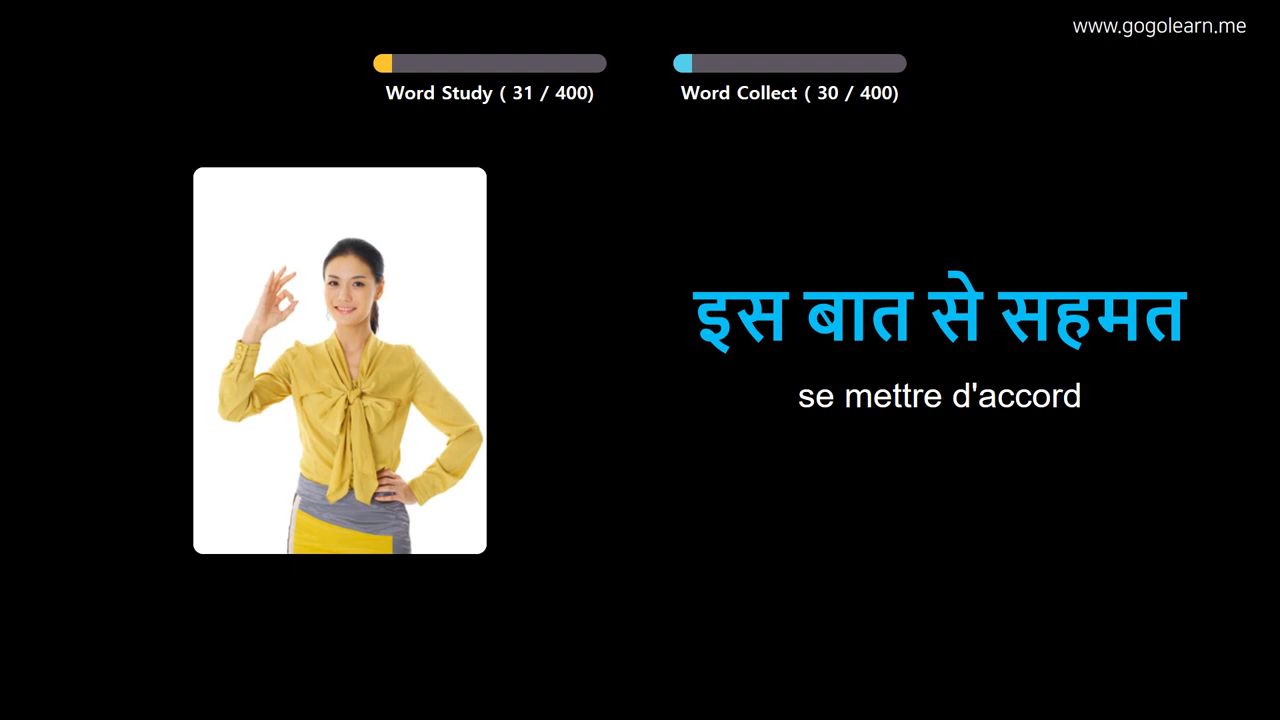 www.gogolearn.me
Word Study ( 31 / 400)
Word Collect ( 30 / 400)
इस बात से सहमत
se mettre d'accord